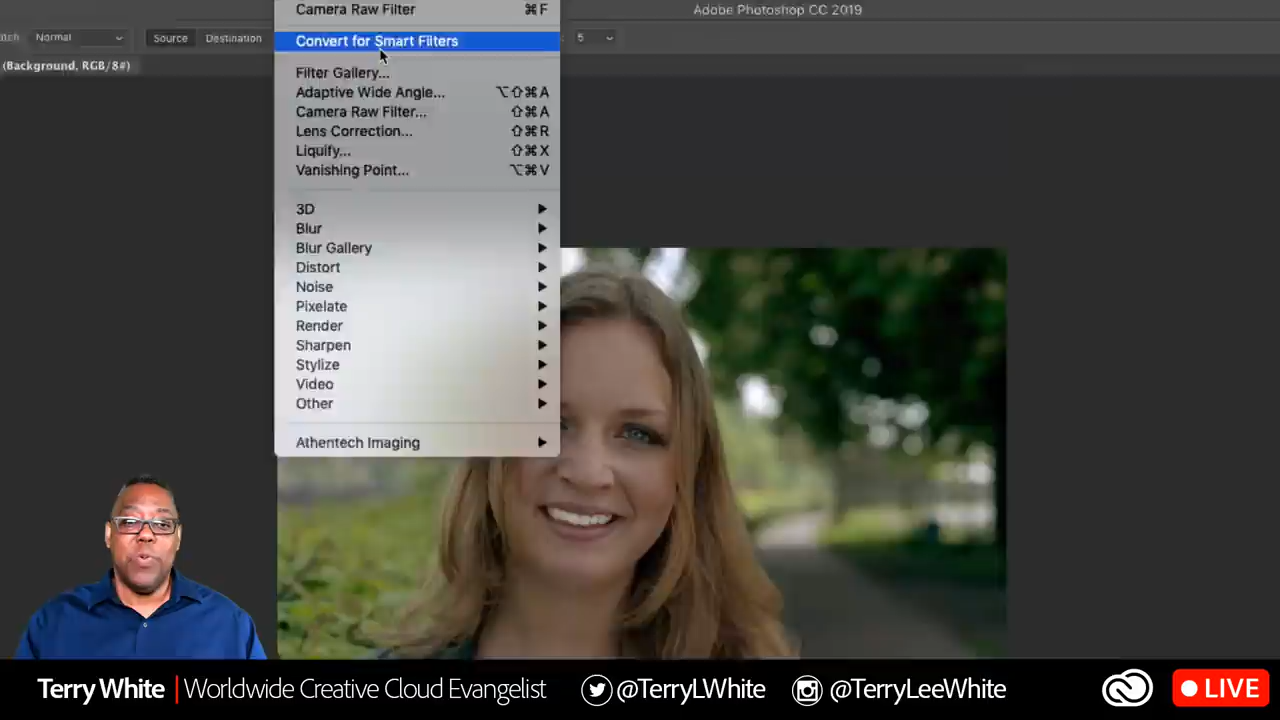 Camera Raw Filter ⌘F
Adobe Photoshop CC 2019
Normal
Source
Destination
5
Convert for Smart Filters
(Background, RGB/8#)
Filter Gallery...
Adaptive Wide Angle... ⌥⇧⌘A
Camera Raw Filter... ⇧⌘A
Lens Correction... ⇧⌘R
Liquify... ⇧⌘X
Vanishing Point... ⌥⌘V
3D
Blur
Blur Gallery
Distort
Noise
Pixelate
Render
Sharpen
Stylize
Video
Other
Athentech Imaging
Terry White | Worldwide Creative Cloud Evangelist
@TerryLWhite
@TerryLeeWhite
LIVE